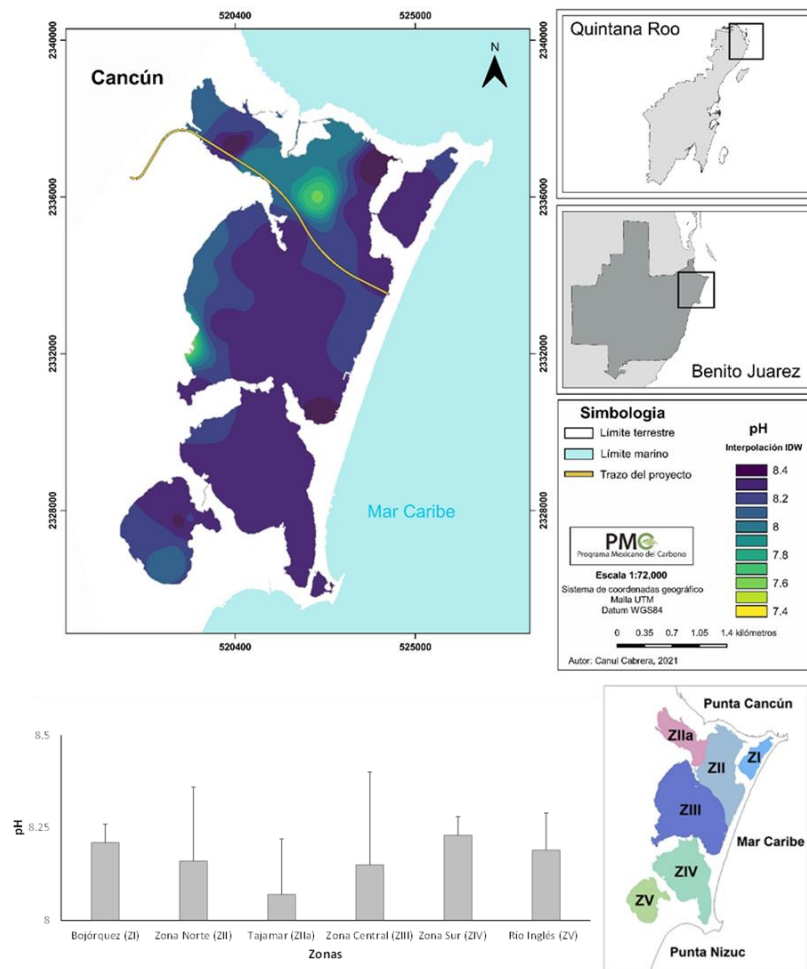 Cancún
N
520400
525000
2340000
2336000
2332000
2328000
2340000
2336000
2332000
2328000
520400
525000
Mar Caribe
Quintana Roo
Benito Juarez
Simbologia
Límite terrestre
Límite marino
Trazo del proyecto
pH
Interpolación IDW
8.4
8.2
8
7.8
7.6
7.4
PMC
Programa Mexicano del Carbono
Escala 1:72,000
Sistema de coordenadas geográfico
Malla UTM
Datum WGS84
0 0.35 0.7 1.05 1.4 kilómetros
Autor: Canul Cabrera, 2021
8.5
8.25
8
pH
Bojórquez (ZI)
Zona Norte (ZII)
Tajamar (ZIIa)
Zona Central (ZIII)
Zona Sur (ZIV)
Río Inglés (ZV)
Zonas
Punta Cancún
ZIIa
ZII
ZI
ZIII
Mar Caribe
ZIV
ZV
Punta Nizuc